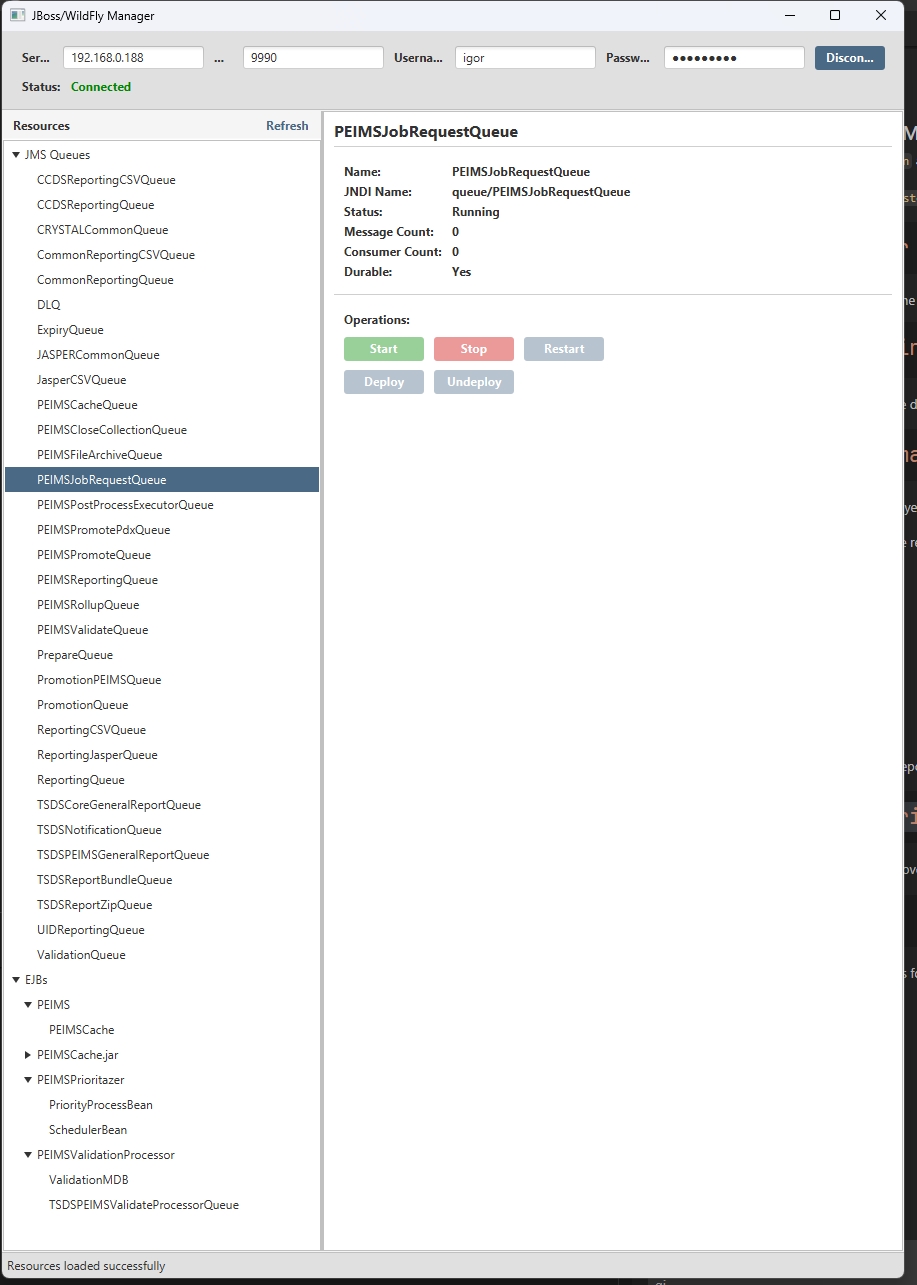 JBoss/WildFly Manager
Ser... 192.168.0.188 ... 9990 Userna... igor Passw... ●●●●●●●●● Discon...
Status: Connected
Resources Refresh
JMS Queues
CCDSReportingCSVQueue
CCDSReportingQueue
CRYSTALCommonQueue
CommonReportingCSVQueue
CommonReportingQueue
DLQ
ExpiryQueue
JASPERCommonQueue
JasperCSVQueue
PEIMSCacheQueue
PEIMSCloseCollectionQueue
PEIMSFileArchiveQueue
PEIMSJobRequestQueue
PEIMSPostProcessExecutorQueue
PEIMSPromotePdxQueue
PEIMSPromoteQueue
PEIMSReportingQueue
PEIMSRollupQueue
PEIMSValidateQueue
PrepareQueue
PromotionPEIMSQueue
PromotionQueue
ReportingCSVQueue
ReportingJasperQueue
ReportingQueue
TSDSCoreGeneralReportQueue
TSDSNotificationQueue
TSDSPEIMSGeneralReportQueue
TSDSReportBundleQueue
TSDSReportZipQueue
UIDReportingQueue
ValidationQueue
EJBs
PEIMS
PEIMSCache
PEIMSCache.jar
PEIMSPrioritazer
PriorityProcessBean
SchedulerBean
PEIMSValidationProcessor
ValidationMDB
TSDSPEIMSValidateProcessorQueue
PEIMSJobRequestQueue
Name: PEIMSJobRequestQueue
JNDI Name: queue/PEIMSJobRequestQueue
Status: Running
Message Count: 0
Consumer Count: 0
Durable: Yes
Operations:
Start Stop Restart
Deploy Undeploy
Resources loaded successfully